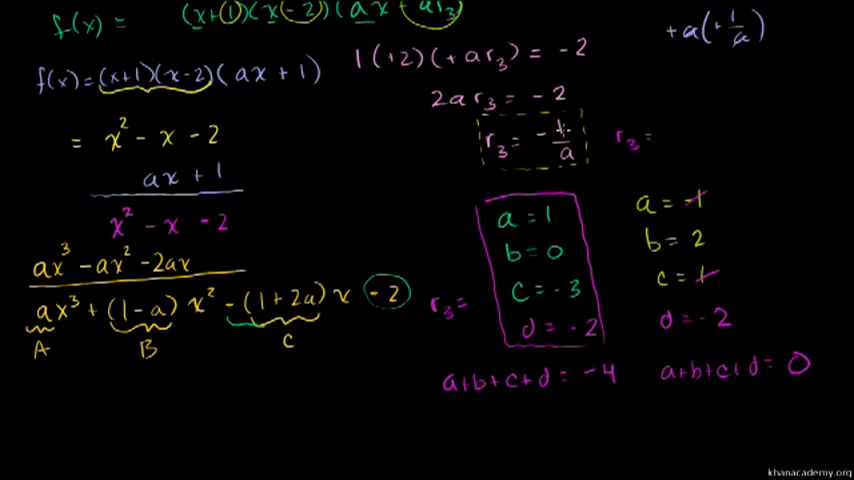 f(x) = (x+1)(x-2)(ax + ar₃)
+a(+1/a)
1(+2)(+ar₃) = -2
f(x) = (x+1)(x-2)(ax + 1)
2ar₃ = -2
= x² - x - 2
r₃ = -1/a
r₃ =
ax + 1
x² - x - 2
a = 1
b = 0
c = -3
d = -2
a = -1
b = 2
c = 1
d = -2
ax³ - ax² - 2ax
ax³ + (1-a)x² - (1+2a)x - 2
A
B
C
r₃ =
a+b+c+d = -4
a+b+c+d = 0
khanacademy.org